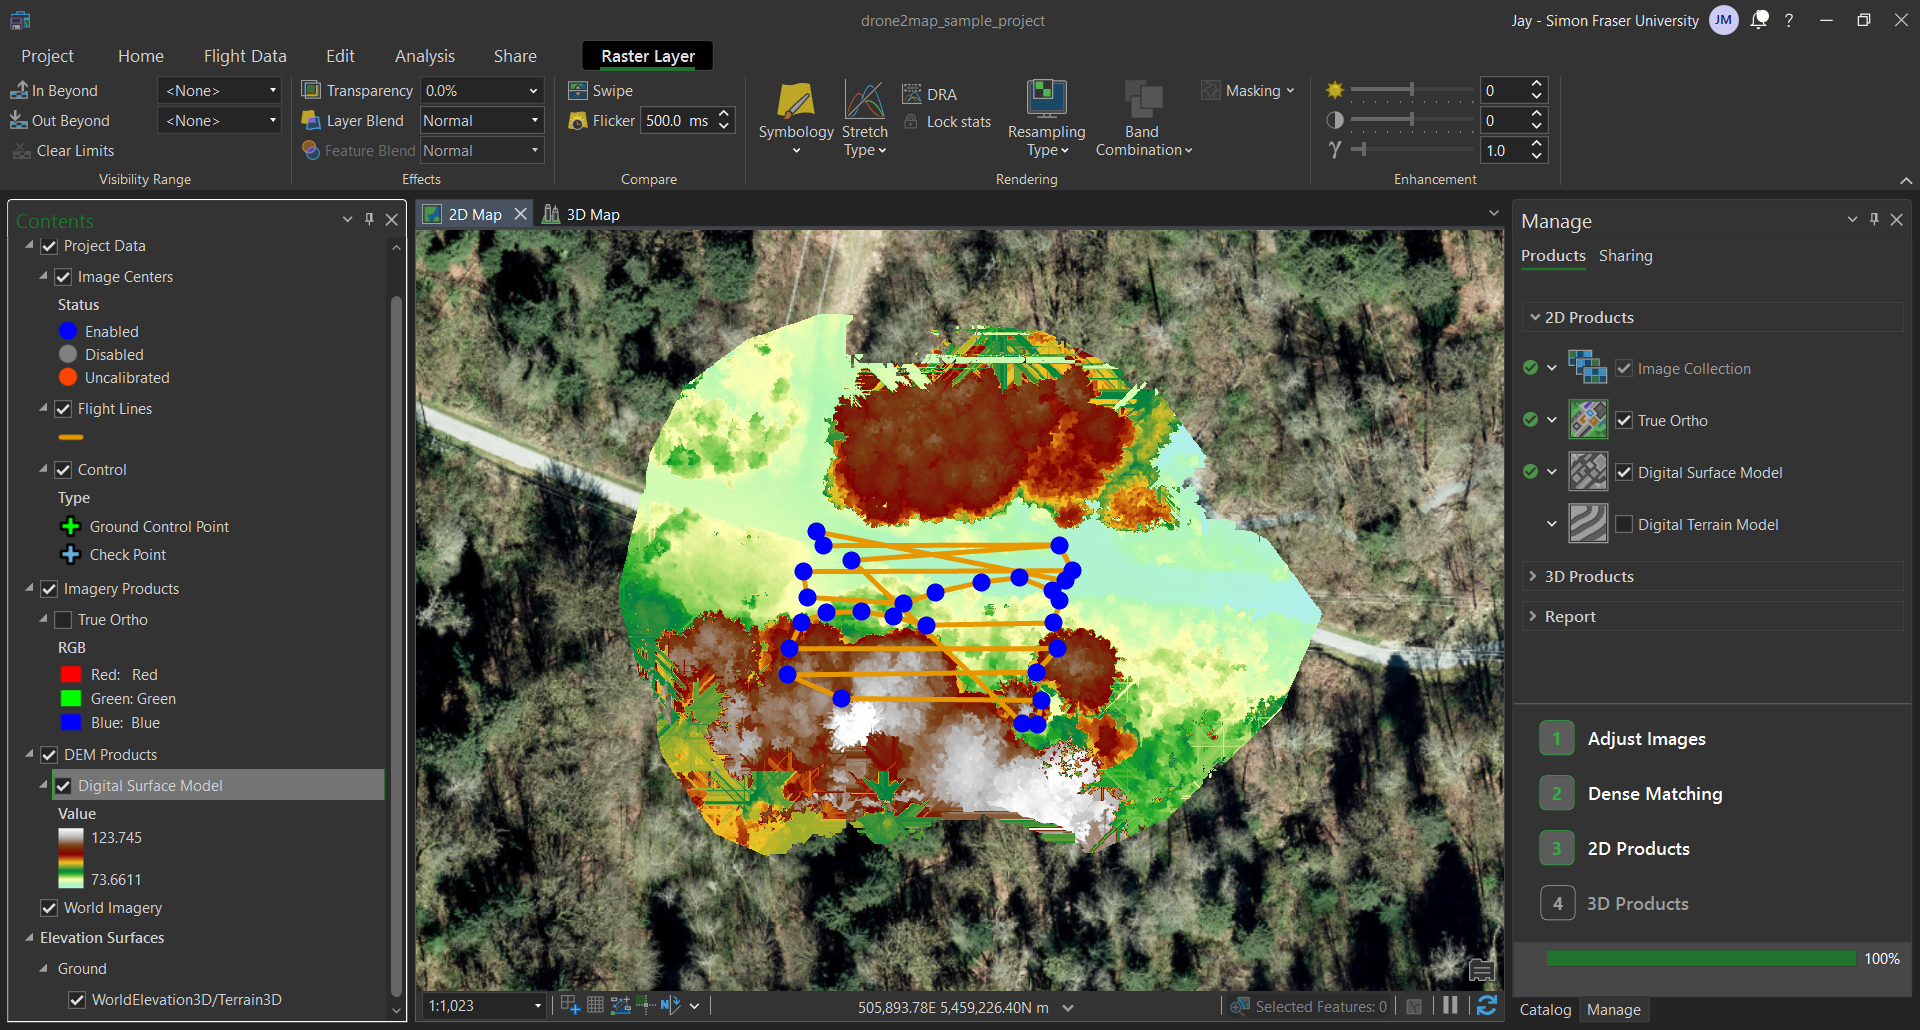 drone2map_sample_project
Jay - Simon Fraser University
JM
?
Project
Home
Flight Data
Edit
Analysis
Share
Raster Layer
In Beyond
<None>
Out Beyond
<None>
Clear Limits
Visibility Range
Transparency
0.0%
Layer Blend
Normal
Feature Blend
Normal
Effects
Swipe
Flicker
500.0 ms
Compare
Symbology
Stretch
Type
DRA
Lock stats
Resampling
Type
Band
Combination
Masking
Rendering
0
0
γ
1.0
Enhancement
Contents
Project Data
Image Centers
Status
Enabled
Disabled
Uncalibrated
Flight Lines
Control
Type
Ground Control Point
Check Point
Imagery Products
True Ortho
RGB
Red: Red
Green: Green
Blue: Blue
DEM Products
Digital Surface Model
Value
123.745
73.6611
World Imagery
Elevation Surfaces
Ground
WorldElevation3D/Terrain3D
2D Map
3D Map
1:1,023
N
505,893.78E 5,459,226.40N m
Selected Features: 0
Manage
Products
Sharing
2D Products
Image Collection
True Ortho
Digital Surface Model
Digital Terrain Model
3D Products
Report
1 Adjust Images
2 Dense Matching
3 2D Products
4 3D Products
100%
Catalog
Manage